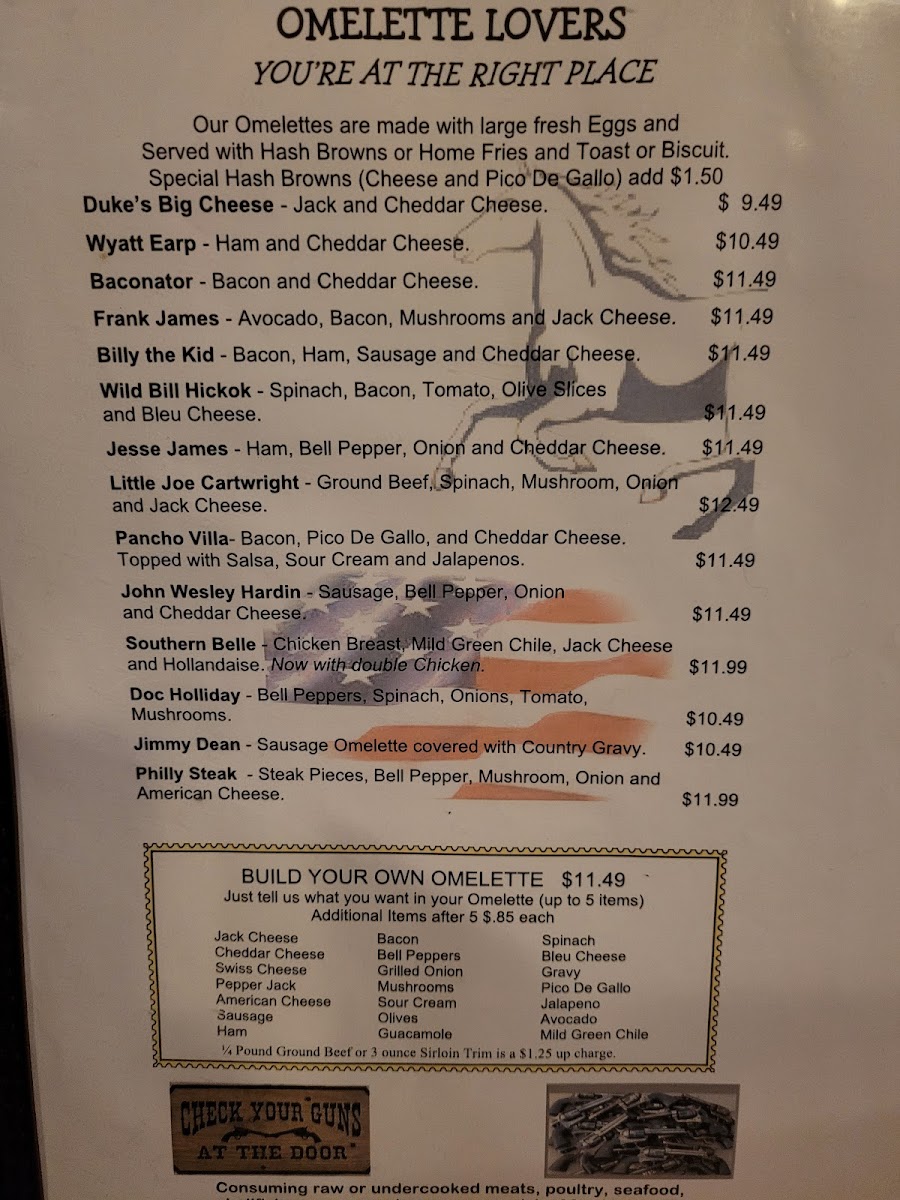 OMELETTE LOVERS
YOU'RE AT THE RIGHT PLACE
Our Omelettes are made with large fresh Eggs and
Served with Hash Browns or Home Fries and Toast or Biscuit.
Special Hash Browns (Cheese and Pico De Gallo) add $1.50
Duke's Big Cheese - Jack and Cheddar Cheese. $ 9.49
Wyatt Earp - Ham and Cheddar Cheese. $10.49
Baconator - Bacon and Cheddar Cheese. $11.49
Frank James - Avocado, Bacon, Mushrooms and Jack Cheese. $11.49
Billy the Kid - Bacon, Ham, Sausage and Cheddar Cheese. $11.49
Wild Bill Hickok - Spinach, Bacon, Tomato, Olive Slices
and Bleu Cheese. $11.49
Jesse James - Ham, Bell Pepper, Onion and Cheddar Cheese. $11.49
Little Joe Cartwright - Ground Beef, Spinach, Mushroom, Onion
and Jack Cheese. $12.49
Pancho Villa- Bacon, Pico De Gallo, and Cheddar Cheese.
Topped with Salsa, Sour Cream and Jalapenos. $11.49
John Wesley Hardin - Sausage, Bell Pepper, Onion
and Cheddar Cheese. $11.49
Southern Belle - Chicken Breast, Mild Green Chile, Jack Cheese
and Hollandaise. Now with double Chicken. $11.99
Doc Holliday - Bell Peppers, Spinach, Onions, Tomato,
Mushrooms. $10.49
Jimmy Dean - Sausage Omelette covered with Country Gravy. $10.49
Philly Steak - Steak Pieces, Bell Pepper, Mushroom, Onion and
American Cheese. $11.99
BUILD YOUR OWN OMELETTE $11.49
Just tell us what you want in your Omelette (up to 5 items)
Additional Items after 5 $.85 each
Jack Cheese Bacon Spinach
Cheddar Cheese Bell Peppers Bleu Cheese
Swiss Cheese Grilled Onion Gravy
Pepper Jack Mushrooms Pico De Gallo
American Cheese Sour Cream Jalapeno
Sausage Olives Avocado
Ham Guacamole Mild Green Chile
¼ Pound Ground Beef or 3 ounce Sirloin Trim is a $1.25 up charge.
CHECK YOUR GUNS
AT THE DOOR
Consuming raw or undercooked meats, poultry, seafood,